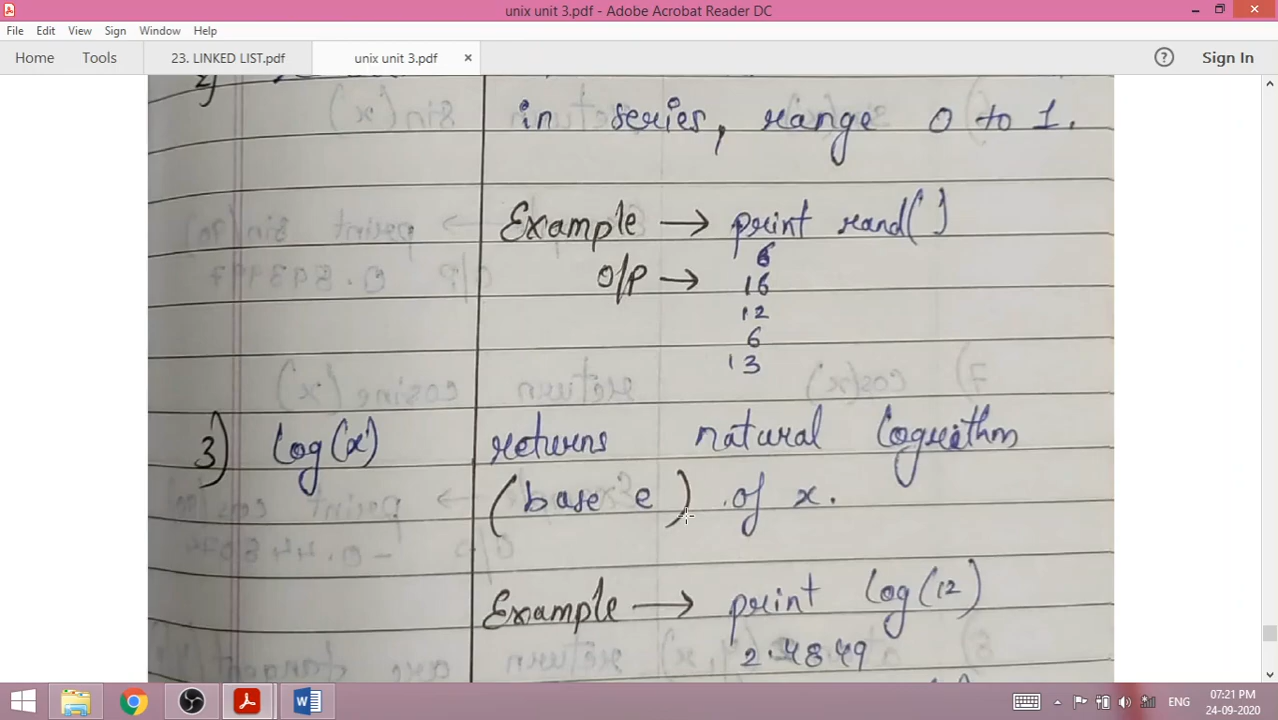 unix unit 3.pdf - Adobe Acrobat Reader DC
File Edit View Sign Window Help
Home Tools 23. LINKED LIST.pdf unix unit 3.pdf × ? Sign In
2)
in series, range 0 to 1.
Example → print rand()
O/P → 6
16
12
6
13
3) log(x) returns natural logarithm
(base e) of x.
Example → print log(12)
2.4849
ENG 07:21 PM
24-09-2020